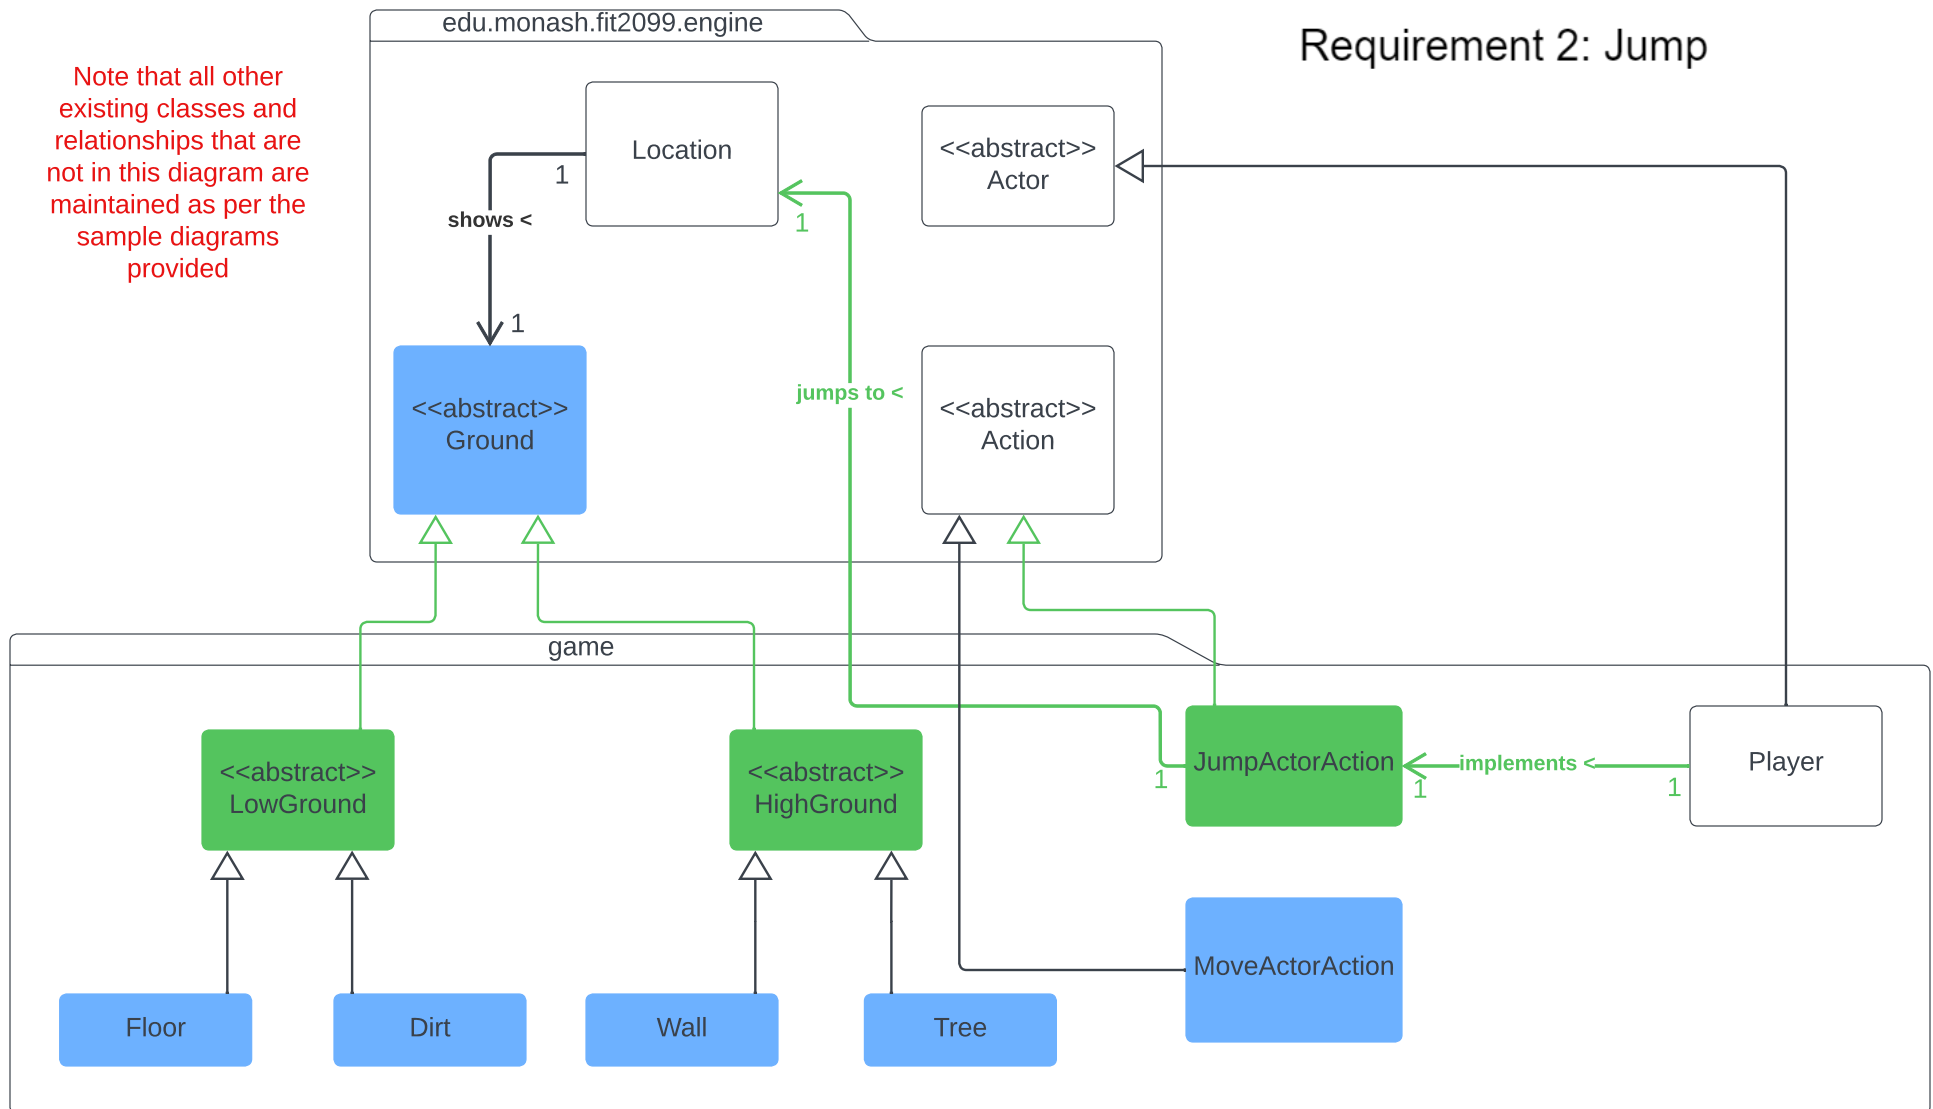 edu.monash.fit2099.engine
Requirement 2: Jump
Note that all other
existing classes and
relationships that are
not in this diagram are
maintained as per the
sample diagrams
provided
Location
1
shows <
1
1
<<abstract>>
Actor
<<abstract>>
Ground
jumps to <
<<abstract>>
Action
game
<<abstract>>
LowGround
<<abstract>>
HighGround
1
JumpActorAction
1
implements <
1
Player
MoveActorAction
Floor
Dirt
Wall
Tree